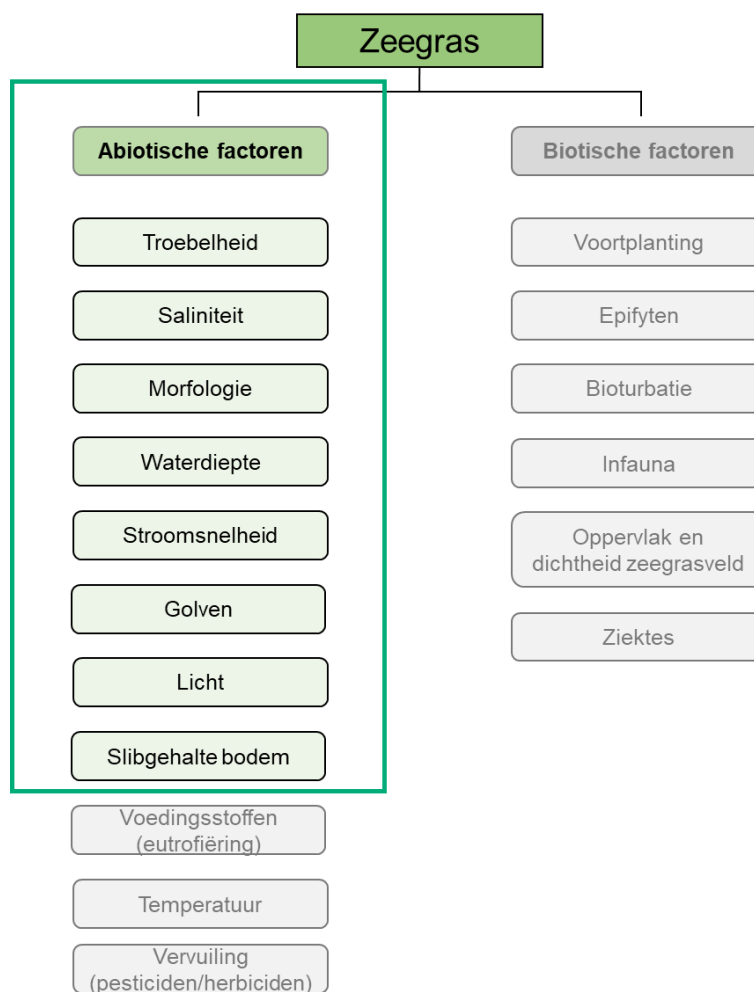 Zeegras
Abiotische factoren
Troebelheid
Saliniteit
Morfologie
Waterdiepte
Stroomsnelheid
Golven
Licht
Slibgehalte bodem
Voedingsstoffen
(eutrofiëring)
Temperatuur
Vervuiling
(pesticiden/herbiciden)
Biotische factoren
Voortplanting
Epifyten
Bioturbatie
Infauna
Oppervlak en
dichtheid zeegrasveld
Ziektes